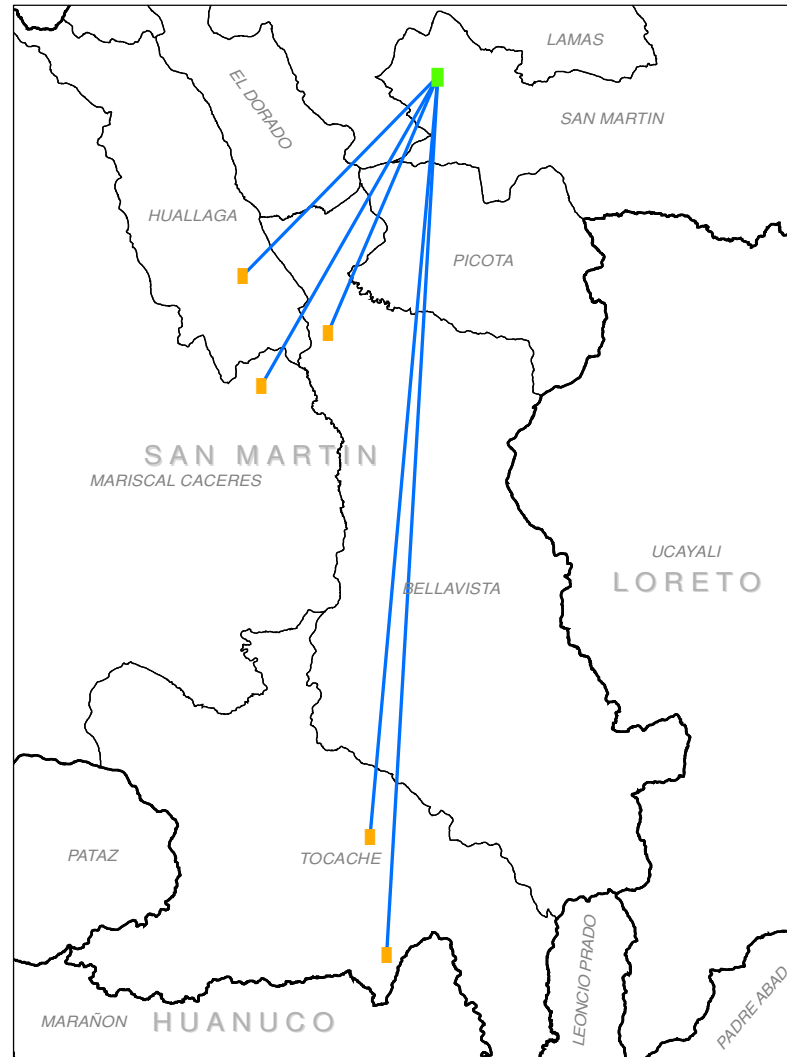 LAMAS
EL DORADO
SAN MARTIN
HUALLAGA
PICOTA
SAN MARTIN
MARISCAL CACERES
UCAYALI
LORETO
BELLAVISTA
PATAZ
TOCACHE
LEONCIO PRADO
PADRE ABAD
MARAÑON
HUANUCO